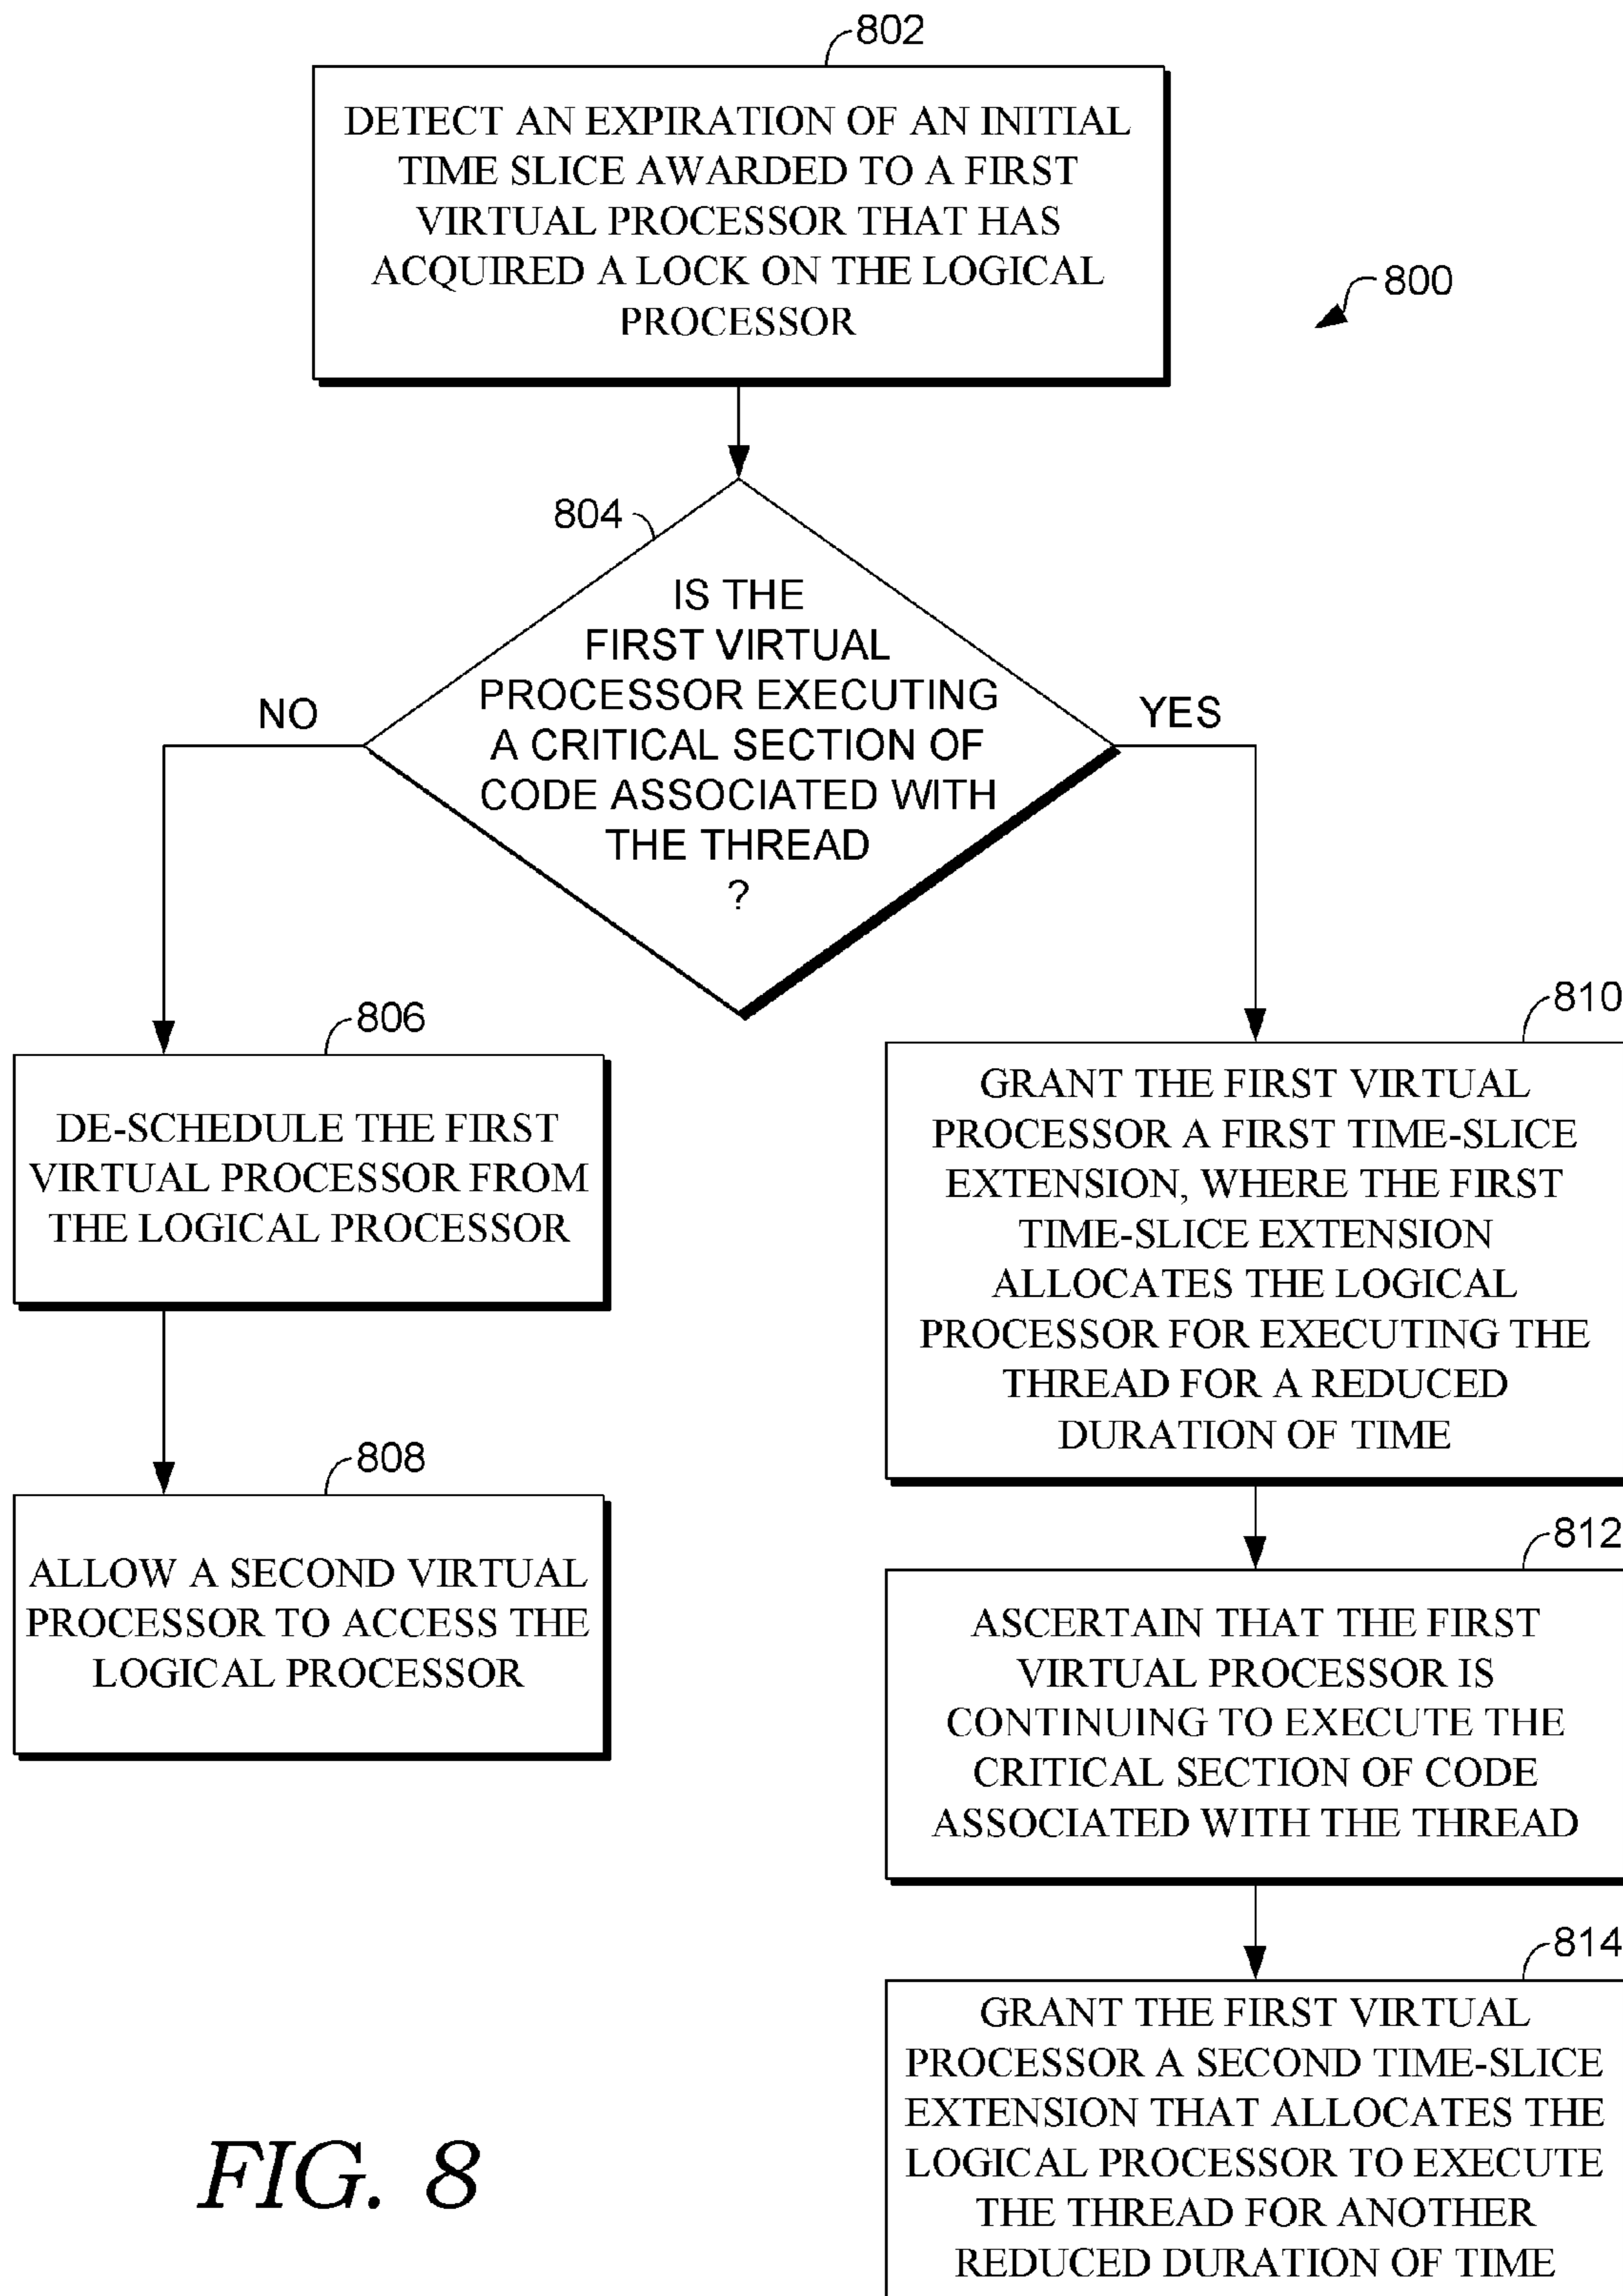 802
DETECT AN EXPIRATION OF AN INITIAL
TIME SLICE AWARDED TO A FIRST
VIRTUAL PROCESSOR THAT HAS
ACQUIRED A LOCK ON THE LOGICAL
PROCESSOR
800
804
IS THE
FIRST VIRTUAL
PROCESSOR EXECUTING
A CRITICAL SECTION OF
CODE ASSOCIATED WITH
THE THREAD
?
NO
YES
806
DE-SCHEDULE THE FIRST
VIRTUAL PROCESSOR FROM
THE LOGICAL PROCESSOR
808
ALLOW A SECOND VIRTUAL
PROCESSOR TO ACCESS THE
LOGICAL PROCESSOR
810
GRANT THE FIRST VIRTUAL
PROCESSOR A FIRST TIME-SLICE
EXTENSION, WHERE THE FIRST
TIME-SLICE EXTENSION
ALLOCATES THE LOGICAL
PROCESSOR FOR EXECUTING THE
THREAD FOR A REDUCED
DURATION OF TIME
812
ASCERTAIN THAT THE FIRST
VIRTUAL PROCESSOR IS
CONTINUING TO EXECUTE THE
CRITICAL SECTION OF CODE
ASSOCIATED WITH THE THREAD
814
GRANT THE FIRST VIRTUAL
PROCESSOR A SECOND TIME-SLICE
EXTENSION THAT ALLOCATES THE
LOGICAL PROCESSOR TO EXECUTE
THE THREAD FOR ANOTHER
REDUCED DURATION OF TIME
FIG. 8